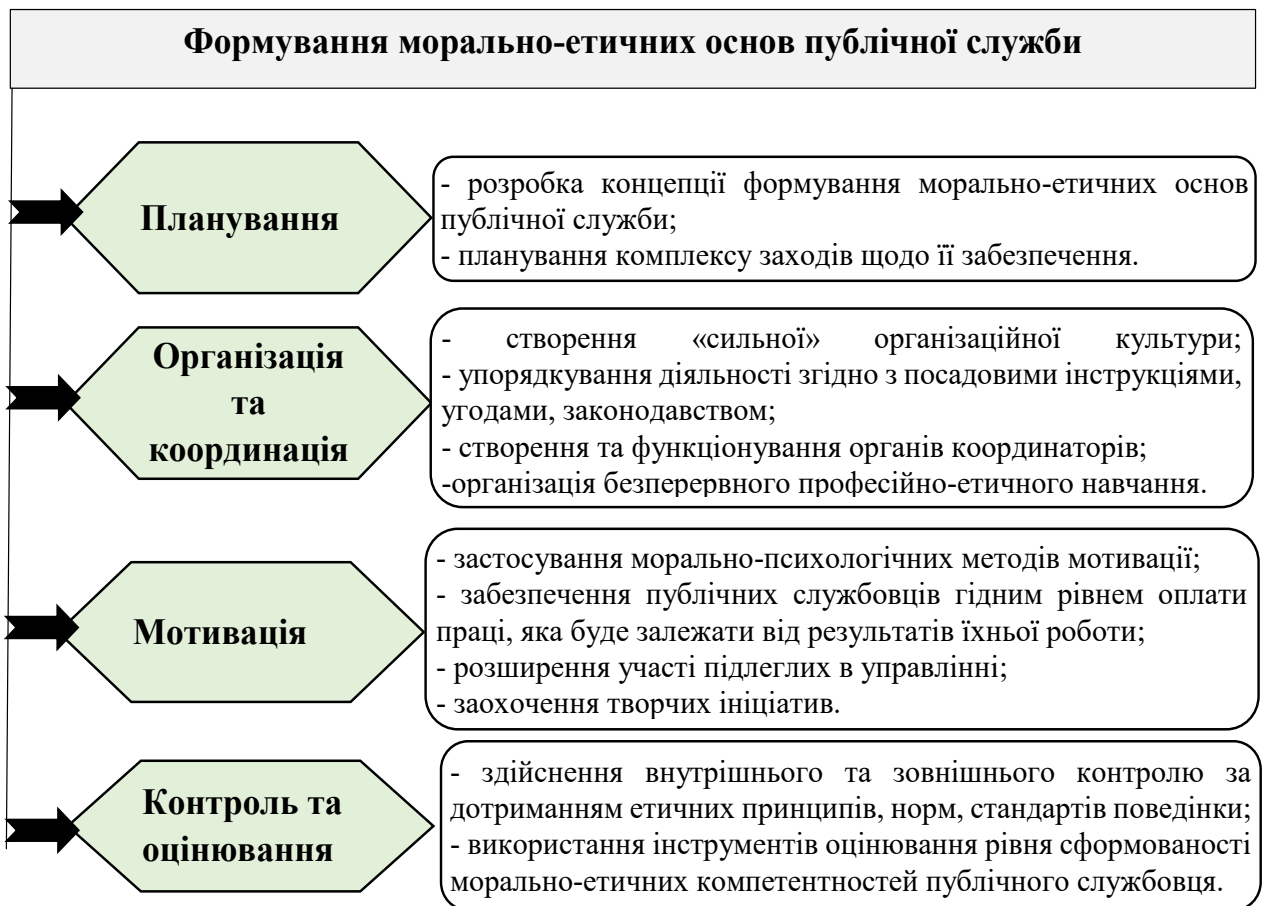 Формування морально-етичних основ публічної служби
Планування
- розробка концепції формування морально-етичних основ
публічної служби;
- планування комплексу заходів щодо її забезпечення.
Організація
та
координація
- створення «сильної» організаційної культури;
- упорядкування діяльності згідно з посадовими інструкціями,
угодами, законодавством;
- створення та функціонування органів координаторів;
-організація безперервного професійно-етичного навчання.
Мотивація
- застосування морально-психологічних методів мотивації;
- забезпечення публічних службовців гідним рівнем оплати
праці, яка буде залежати від результатів їхньої роботи;
- розширення участі підлеглих в управлінні;
- заохочення творчих ініціатив.
Контроль та
оцінювання
- здійснення внутрішнього та зовнішнього контролю за
дотриманням етичних принципів, норм, стандартів поведінки;
- використання інструментів оцінювання рівня сформованості
морально-етичних компетентностей публічного службовця.